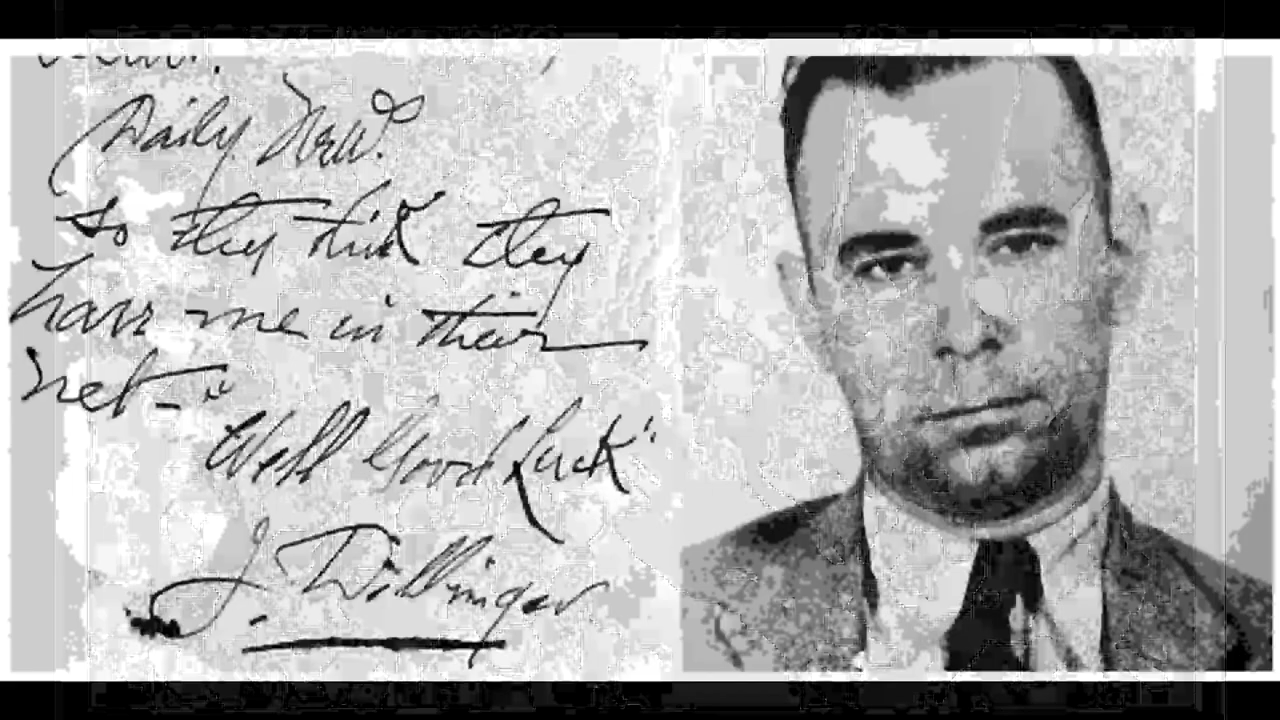 Daily News.
So they think they
have me in their
net -
"Well Good Luck"
J. Dillinger